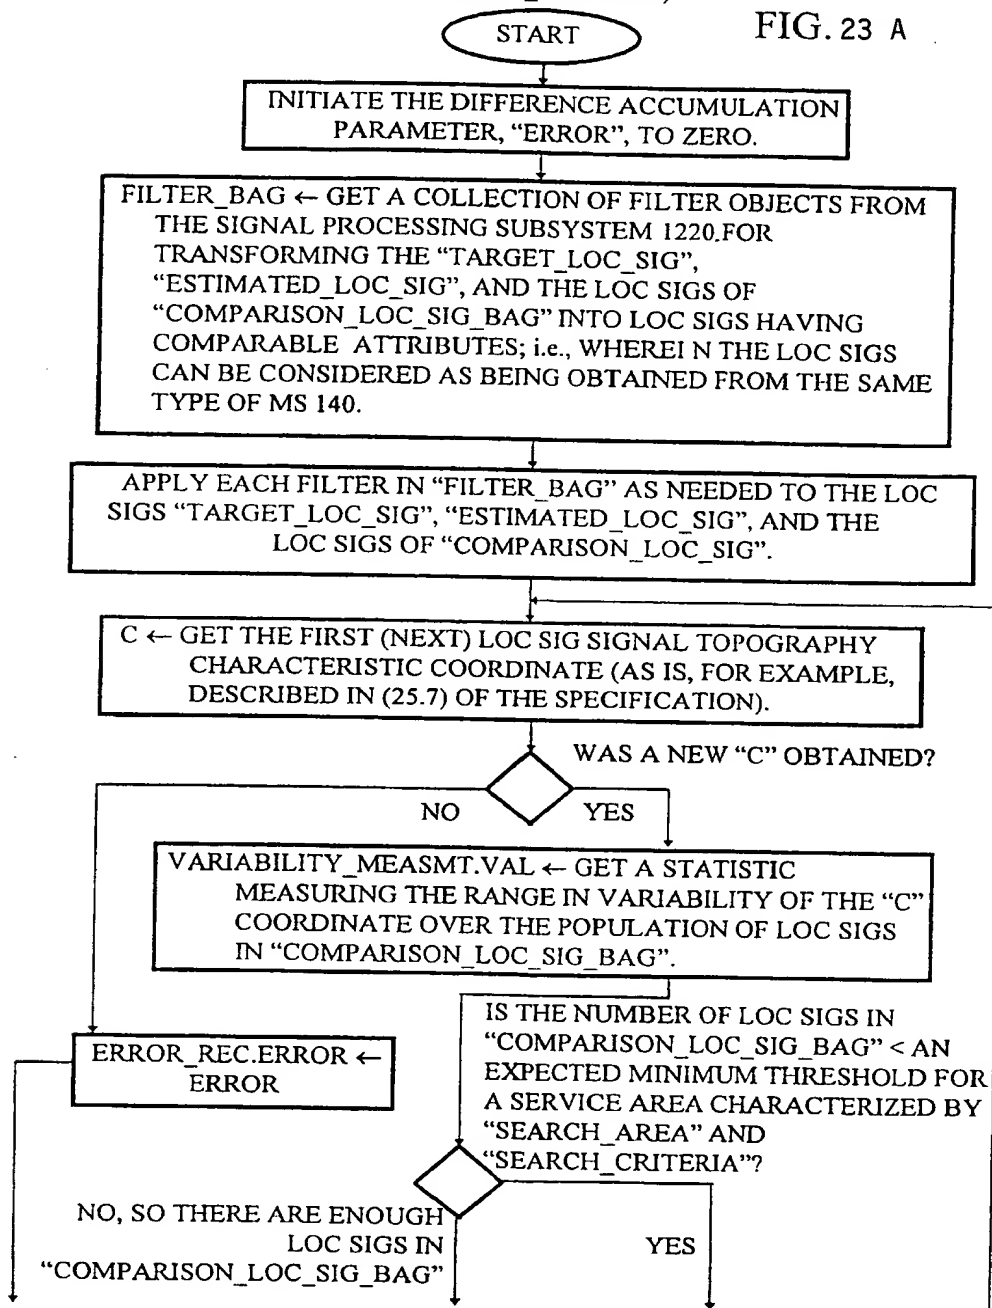 FIG. 23 A
START
INITIATE THE DIFFERENCE ACCUMULATION
PARAMETER, “ERROR”, TO ZERO.
FILTER_BAG ← GET A COLLECTION OF FILTER OBJECTS FROM
THE SIGNAL PROCESSING SUBSYSTEM 1220.FOR
TRANSFORMING THE “TARGET_LOC_SIG”,
“ESTIMATED_LOC_SIG”, AND THE LOC SIGS OF
“COMPARISON_LOC_SIG_BAG” INTO LOC SIGS HAVING
COMPARABLE ATTRIBUTES; i.e., WHEREI N THE LOC SIGS
CAN BE CONSIDERED AS BEING OBTAINED FROM THE SAME
TYPE OF MS 140.
APPLY EACH FILTER IN “FILTER_BAG” AS NEEDED TO THE LOC
SIGS “TARGET_LOC_SIG”, “ESTIMATED_LOC_SIG”, AND THE
LOC SIGS OF “COMPARISON_LOC_SIG”.
C ← GET THE FIRST (NEXT) LOC SIG SIGNAL TOPOGRAPHY
CHARACTERISTIC COORDINATE (AS IS, FOR EXAMPLE,
DESCRIBED IN (25.7) OF THE SPECIFICATION).
WAS A NEW “C” OBTAINED?
NO
YES
VARIABILITY_MEASMT.VAL ← GET A STATISTIC
MEASURING THE RANGE IN VARIABILITY OF THE “C”
COORDINATE OVER THE POPULATION OF LOC SIGS
IN “COMPARISON_LOC_SIG_BAG”.
ERROR_REC.ERROR ←
ERROR
IS THE NUMBER OF LOC SIGS IN
“COMPARISON_LOC_SIG_BAG” < AN
EXPECTED MINIMUM THRESHOLD FOR
A SERVICE AREA CHARACTERIZED BY
“SEARCH_AREA” AND
“SEARCH_CRITERIA”?
NO, SO THERE ARE ENOUGH
LOC SIGS IN
“COMPARISON_LOC_SIG_BAG”
YES